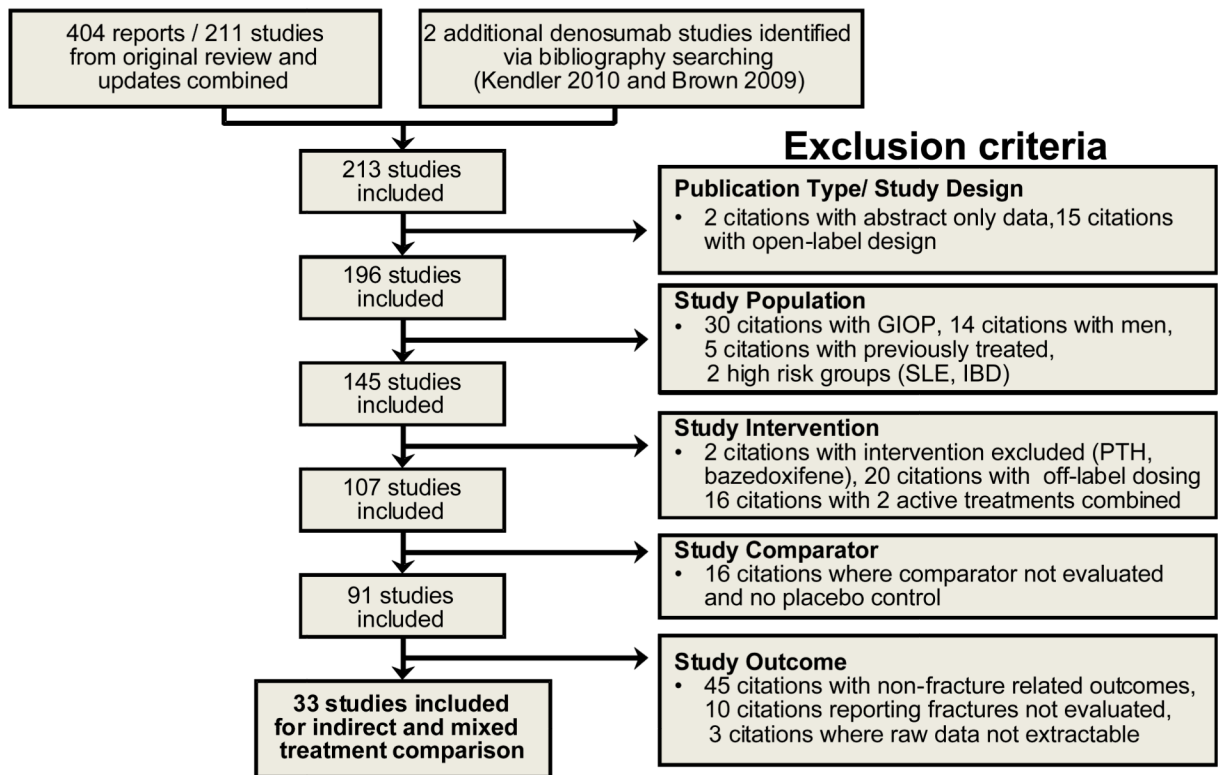 404 reports / 211 studies
from original review and
updates combined
2 additional denosumab studies identified
via bibliography searching
(Kendler 2010 and Brown 2009)
213 studies
included
Exclusion criteria
Publication Type/ Study Design
• 2 citations with abstract only data,15 citations
with open-label design
196 studies
included
Study Population
• 30 citations with GIOP, 14 citations with men,
5 citations with previously treated,
2 high risk groups (SLE, IBD)
145 studies
included
Study Intervention
• 2 citations with intervention excluded (PTH,
bazedoxifene), 20 citations with off-label dosing
16 citations with 2 active treatments combined
107 studies
included
Study Comparator
• 16 citations where comparator not evaluated
and no placebo control
91 studies
included
Study Outcome
• 45 citations with non-fracture related outcomes,
10 citations reporting fractures not evaluated,
3 citations where raw data not extractable
33 studies included
for indirect and mixed
treatment comparison